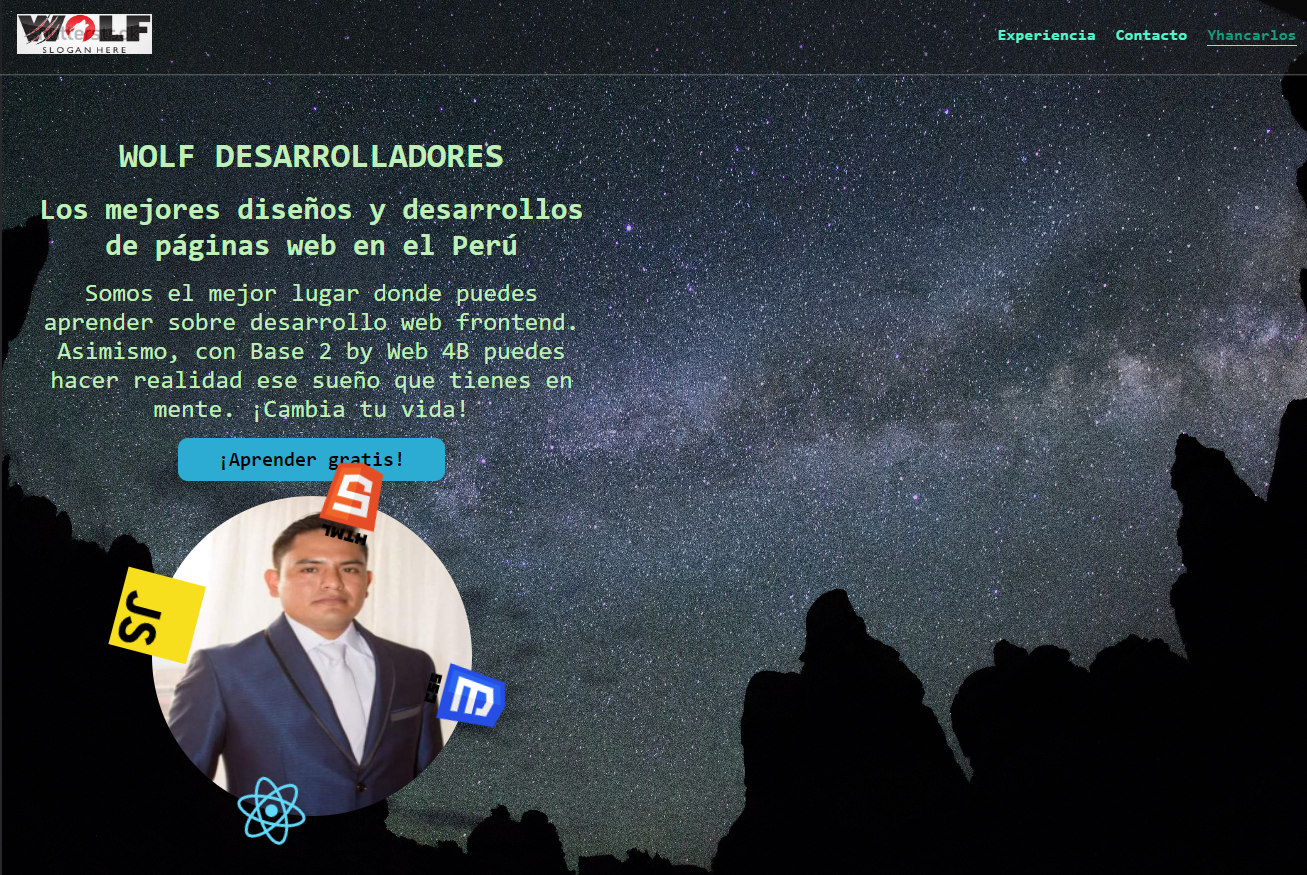 WOLF
SLOGAN HERE
Experiencia Contacto Yhancarlos
WOLF DESARROLLADORES
Los mejores diseños y desarrollos
de páginas web en el Perú
Somos el mejor lugar donde puedes
aprender sobre desarrollo web frontend.
Asimismo, con Base 2 by Web 4B puedes
hacer realidad ese sueño que tienes en
mente. ¡Cambia tu vida!
¡Aprender gratis!
HTML
5
JS
CSS
3